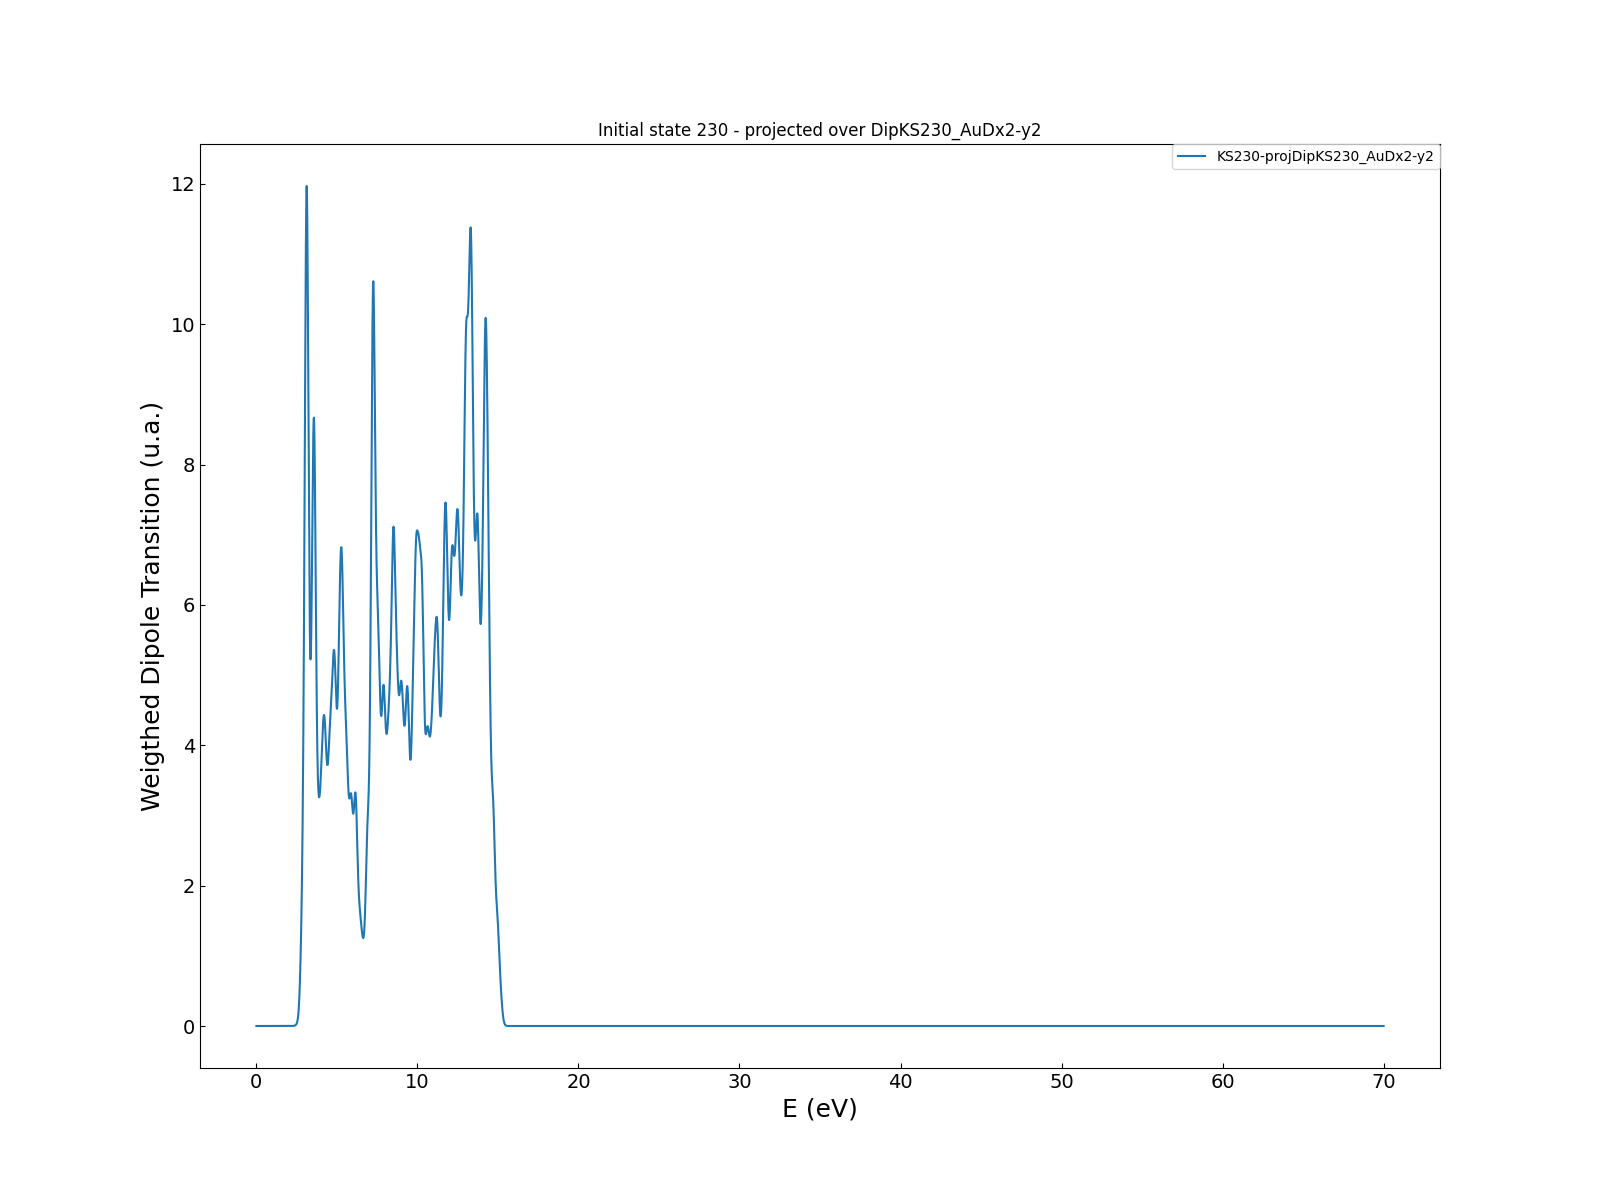 Initial state 230 - projected over DipKS230_AuDx2-y2
KS230-projDipKS230_AuDx2-y2
Weigthed Dipole Transition (u.a.)
12
10
8
6
4
2
0
0 10 20 30 40 50 60 70
E (eV)